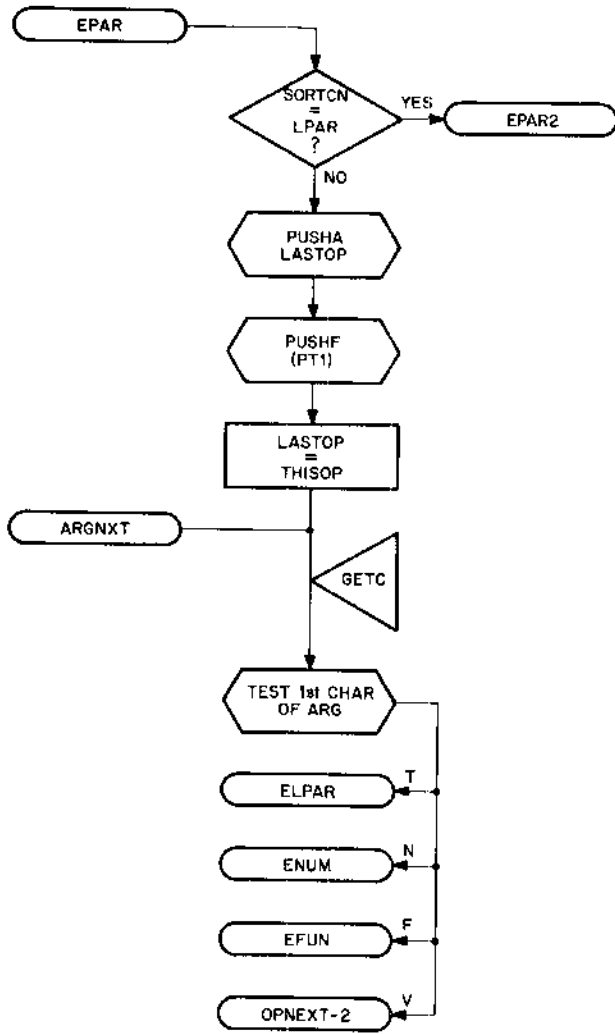 EPAR
SORTCN
=
LPAR
?
YES
EPAR2
NO
PUSHA
LASTOP
PUSHF
(PT1)
LASTOP
=
THISOP
ARGNXT
GETC
TEST 1st CHAR
OF ARG
T
ELPAR
N
ENUM
F
EFUN
V
OPNEXT-2